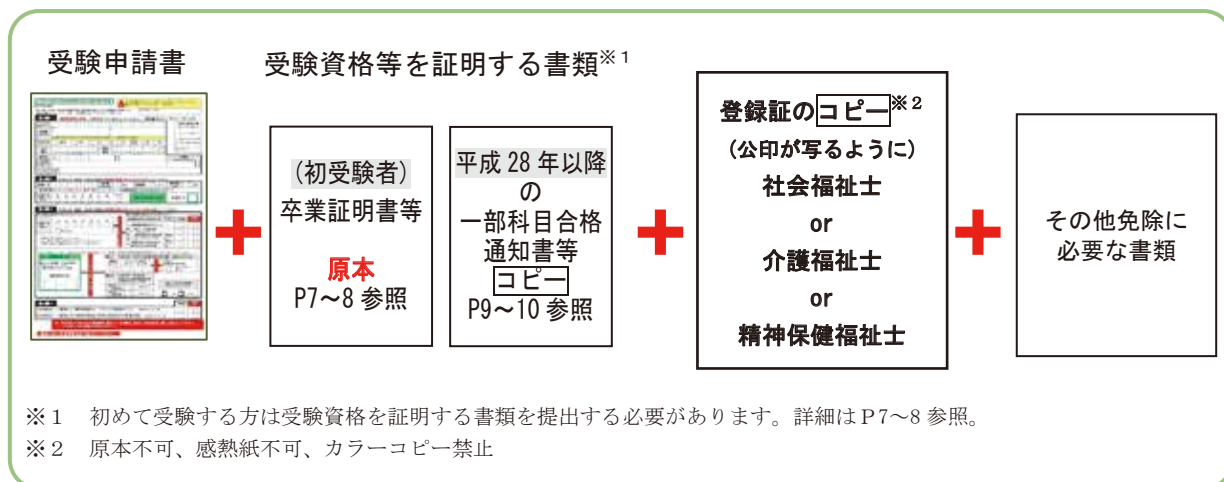 受験申請書
受験資格等を証明する書類※1
(初受験者)
卒業証明書等
原本
P7～8 参照
平成 28 年以降
の
一部科目合格
通知書等
コピー
P9～10 参照
登録証のコピー※2
(公印が写るように)
社会福祉士
or
介護福祉士
or
精神保健福祉士
その他免除に
必要な書類
※１　初めて受験する方は受験資格を証明する書類を提出する必要があります。詳細はＰ7～8 参照。
※２　原本不可、感熱紙不可、カラーコピー禁止